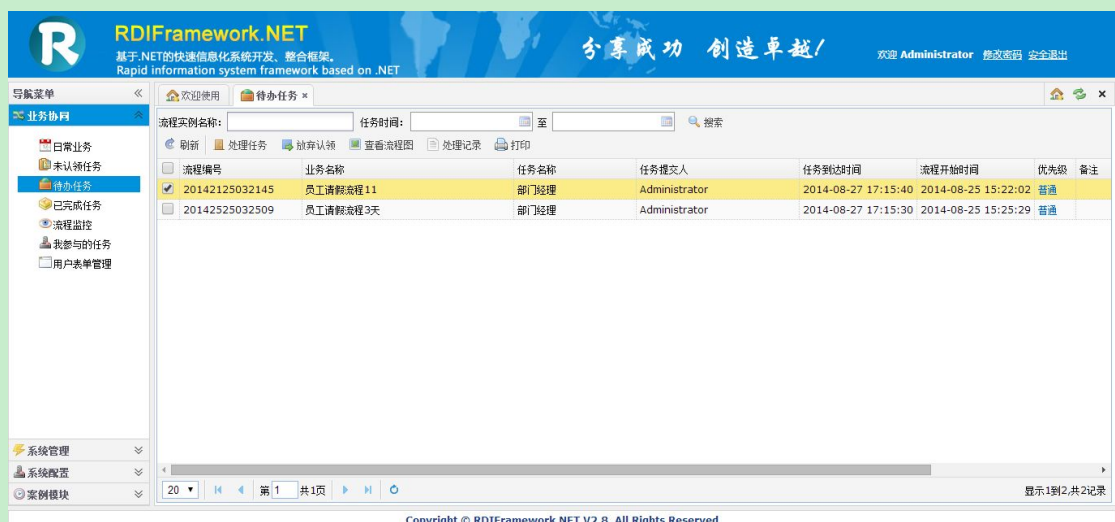 RDIFramework.NET
基于.NET的快速信息化系统开发、整合框架。
Rapid information system framework based on .NET
分享成功 创造卓越!
欢迎 Administrator 修改密码 安全退出
导航菜单
业务协同
日常业务
未认领任务
待办任务
已完成任务
流程监控
我参与的任务
用户表单管理
系统管理
系统配置
案例模块
欢迎使用 待办任务
流程实例名称: 任务时间: 至 搜索
刷新 处理任务 放弃认领 查看流程图 处理记录 打印
流程编号 业务名称 任务名称 任务提交人 任务到达时间 流程开始时间 优先级 备注
20142125032145 员工请假流程11 部门经理 Administrator 2014-08-27 17:15:40 2014-08-25 15:22:02 普通
20142525032509 员工请假流程3天 部门经理 Administrator 2014-08-27 17:15:30 2014-08-25 15:25:29 普通
20 第 1 共1页 显示1到2,共2记录
Copyright © RDIFramework.NET V2.8, All Rights Reserved